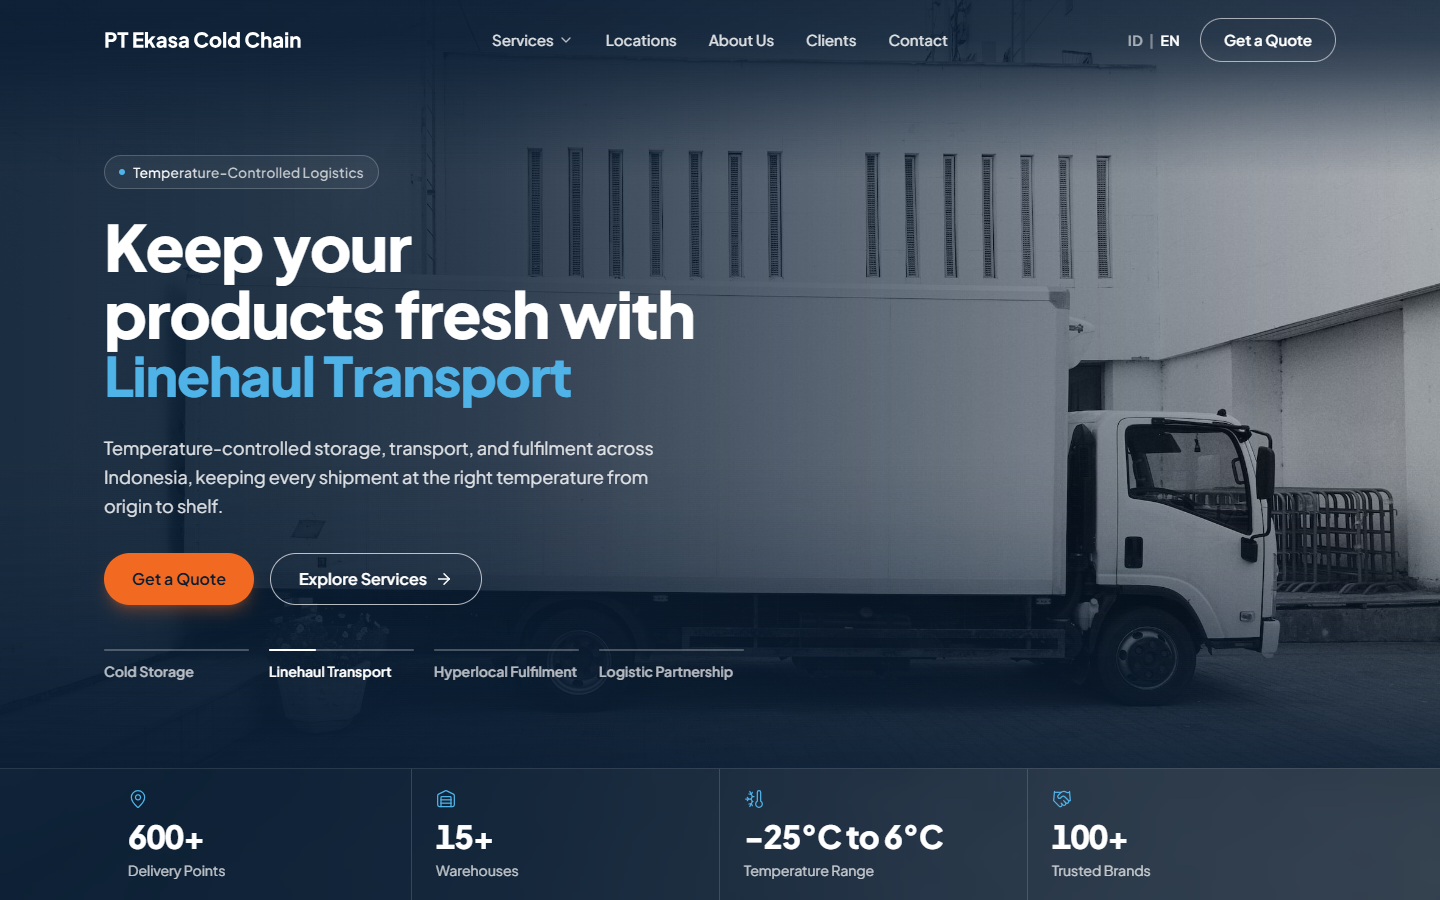 PT Ekasa Cold Chain
Services
Locations
About Us
Clients
Contact
ID | EN
Get a Quote
Temperature-Controlled Logistics
Keep your
products fresh with
Linehaul Transport
Temperature-controlled storage, transport, and fulfilment across
Indonesia, keeping every shipment at the right temperature from
origin to shelf.
Get a Quote
Explore Services
Cold Storage
Linehaul Transport
Hyperlocal Fulfilment
Logistic Partnership
600+
Delivery Points
15+
Warehouses
-25°C to 6°C
Temperature Range
100+
Trusted Brands